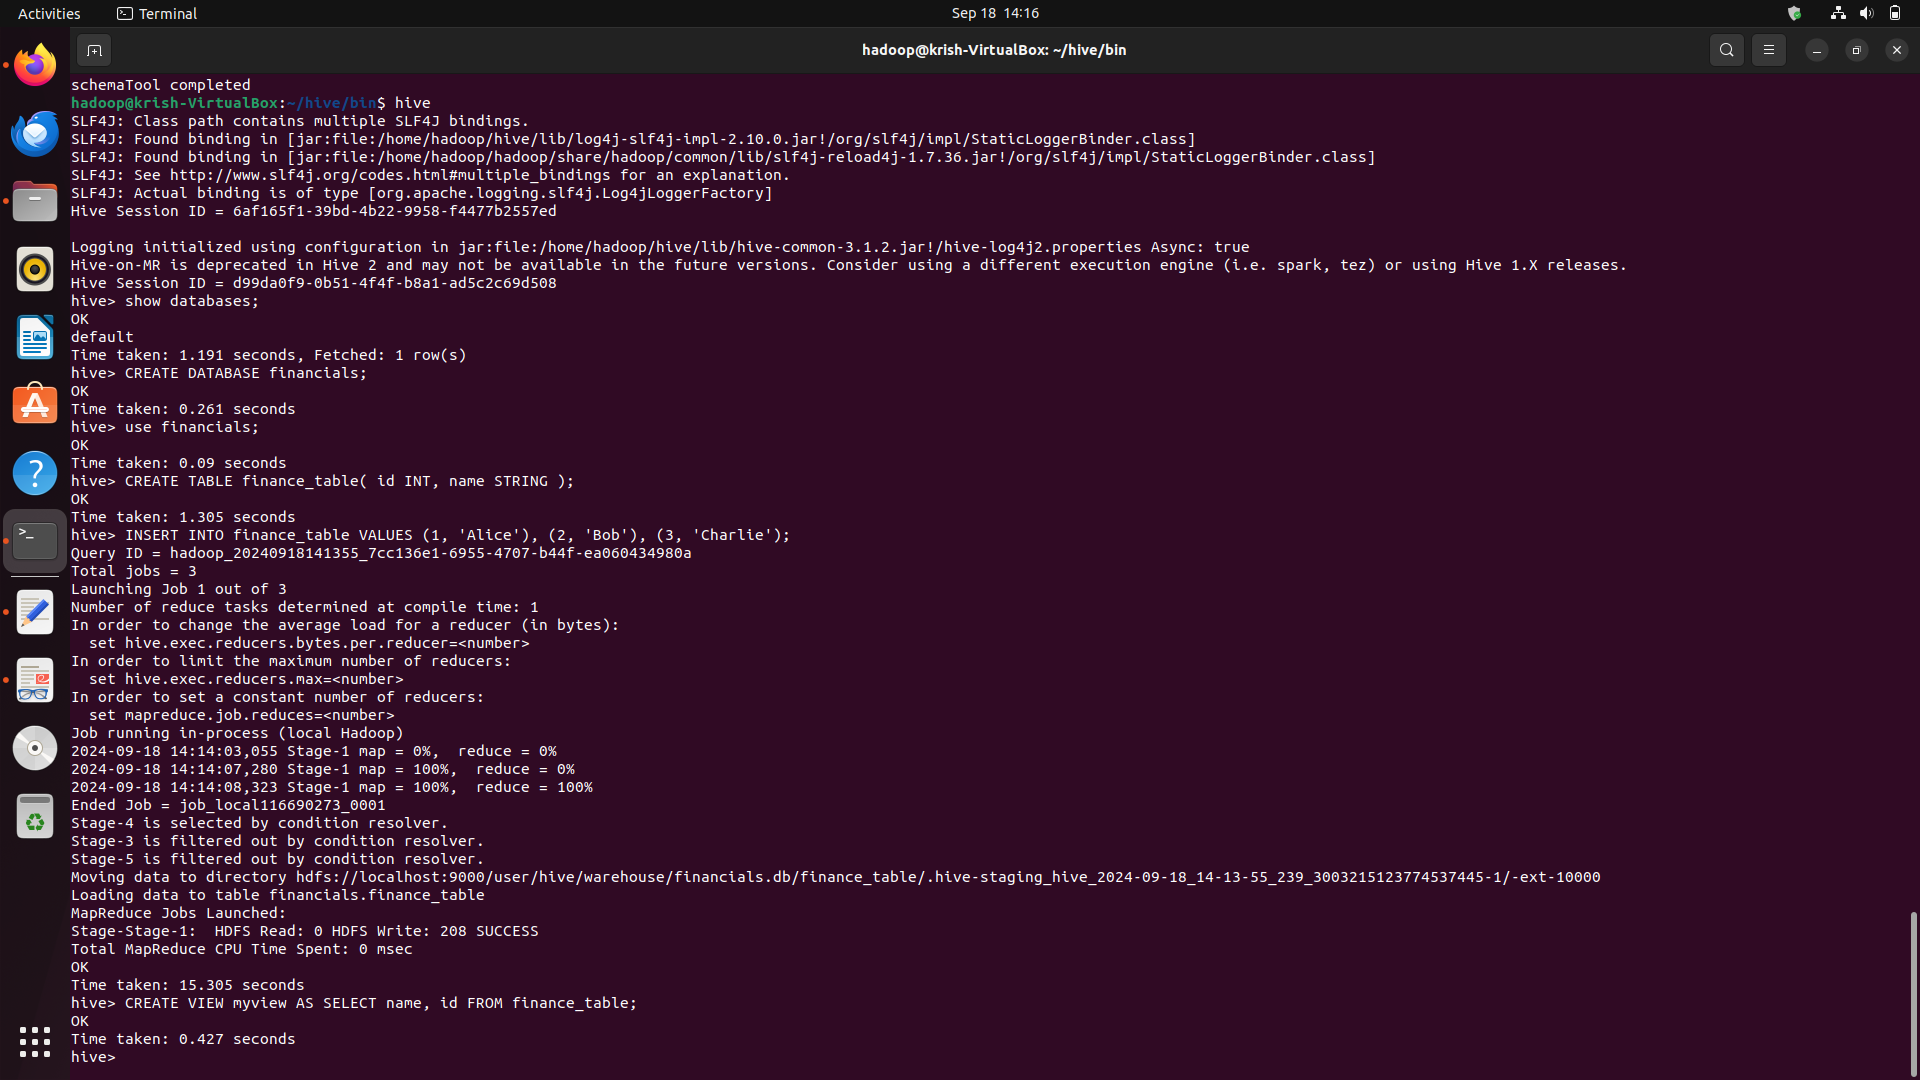 Activities
Terminal
Sep 18 14:16
hadoop@krish-VirtualBox: ~/hive/bin
schemaTool completed
hadoop@krish-VirtualBox:~/hive/bin$ hive
SLF4J: Class path contains multiple SLF4J bindings.
SLF4J: Found binding in [jar:file:/home/hadoop/hive/lib/log4j-slf4j-impl-2.10.0.jar!/org/slf4j/impl/StaticLoggerBinder.class]
SLF4J: Found binding in [jar:file:/home/hadoop/hadoop/share/hadoop/common/lib/slf4j-reload4j-1.7.36.jar!/org/slf4j/impl/StaticLoggerBinder.class]
SLF4J: See http://www.slf4j.org/codes.html#multiple_bindings for an explanation.
SLF4J: Actual binding is of type [org.apache.logging.slf4j.Log4jLoggerFactory]
Hive Session ID = 6af165f1-39bd-4b22-9958-f4477b2557ed
Logging initialized using configuration in jar:file:/home/hadoop/hive/lib/hive-common-3.1.2.jar!/hive-log4j2.properties Async: true
Hive-on-MR is deprecated in Hive 2 and may not be available in the future versions. Consider using a different execution engine (i.e. spark, tez) or using Hive 1.X releases.
Hive Session ID = d99da0f9-0b51-4f4f-b8a1-ad5c2c69d508
hive> show databases;
OK
default
Time taken: 1.191 seconds, Fetched: 1 row(s)
hive> CREATE DATABASE financials;
OK
Time taken: 0.261 seconds
hive> use financials;
OK
Time taken: 0.09 seconds
hive> CREATE TABLE finance_table( id INT, name STRING );
OK
Time taken: 1.305 seconds
hive> INSERT INTO finance_table VALUES (1, 'Alice'), (2, 'Bob'), (3, 'Charlie');
Query ID = hadoop_20240918141355_7cc136e1-6955-4707-b44f-ea060434980a
Total jobs = 3
Launching Job 1 out of 3
Number of reduce tasks determined at compile time: 1
In order to change the average load for a reducer (in bytes):
  set hive.exec.reducers.bytes.per.reducer=<number>
In order to limit the maximum number of reducers:
  set hive.exec.reducers.max=<number>
In order to set a constant number of reducers:
  set mapreduce.job.reduces=<number>
Job running in-process (local Hadoop)
2024-09-18 14:14:03,055 Stage-1 map = 0%,  reduce = 0%
2024-09-18 14:14:07,280 Stage-1 map = 100%,  reduce = 0%
2024-09-18 14:14:08,323 Stage-1 map = 100%,  reduce = 100%
Ended Job = job_local116690273_0001
Stage-4 is selected by condition resolver.
Stage-3 is filtered out by condition resolver.
Stage-5 is filtered out by condition resolver.
Moving data to directory hdfs://localhost:9000/user/hive/warehouse/financials.db/finance_table/.hive-staging_hive_2024-09-18_14-13-55_239_3003215123774537445-1/-ext-10000
Loading data to table financials.finance_table
MapReduce Jobs Launched:
Stage-Stage-1:  HDFS Read: 0 HDFS Write: 208 SUCCESS
Total MapReduce CPU Time Spent: 0 msec
OK
Time taken: 15.305 seconds
hive> CREATE VIEW myview AS SELECT name, id FROM finance_table;
OK
Time taken: 0.427 seconds
hive>